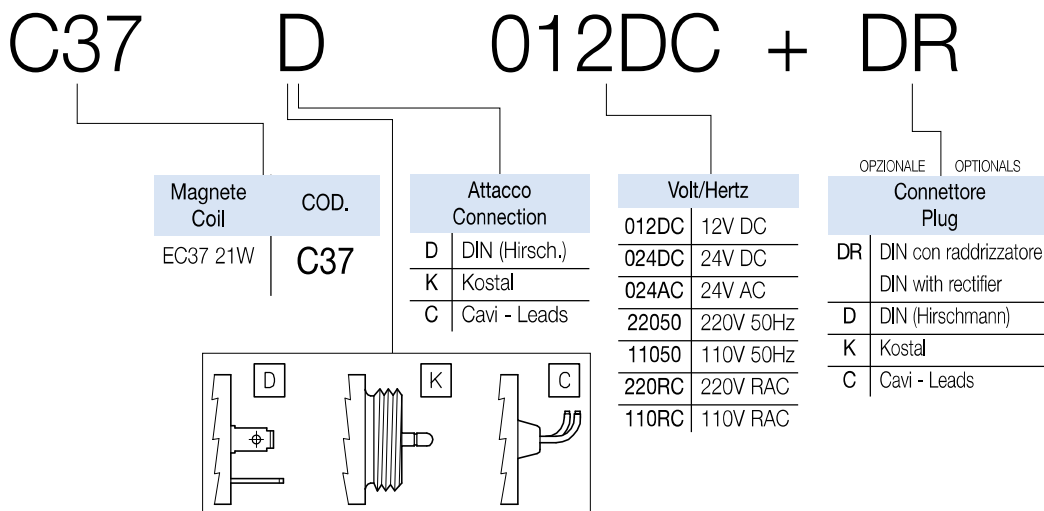 C37 D 012DC + DR
OPZIONALE OPTIONALS
Magnete
Coil
COD.
EC37 21W C37
Attacco
Connection
D DIN (Hirsch.)
K Kostal
C Cavi - Leads
Volt/Hertz
012DC 12V DC
024DC 24V DC
024AC 24V AC
22050 220V 50Hz
11050 110V 50Hz
220RC 220V RAC
110RC 110V RAC
Connettore
Plug
DR DIN con raddrizzatore
DIN with rectifier
D DIN (Hirschmann)
K Kostal
C Cavi - Leads
D K C